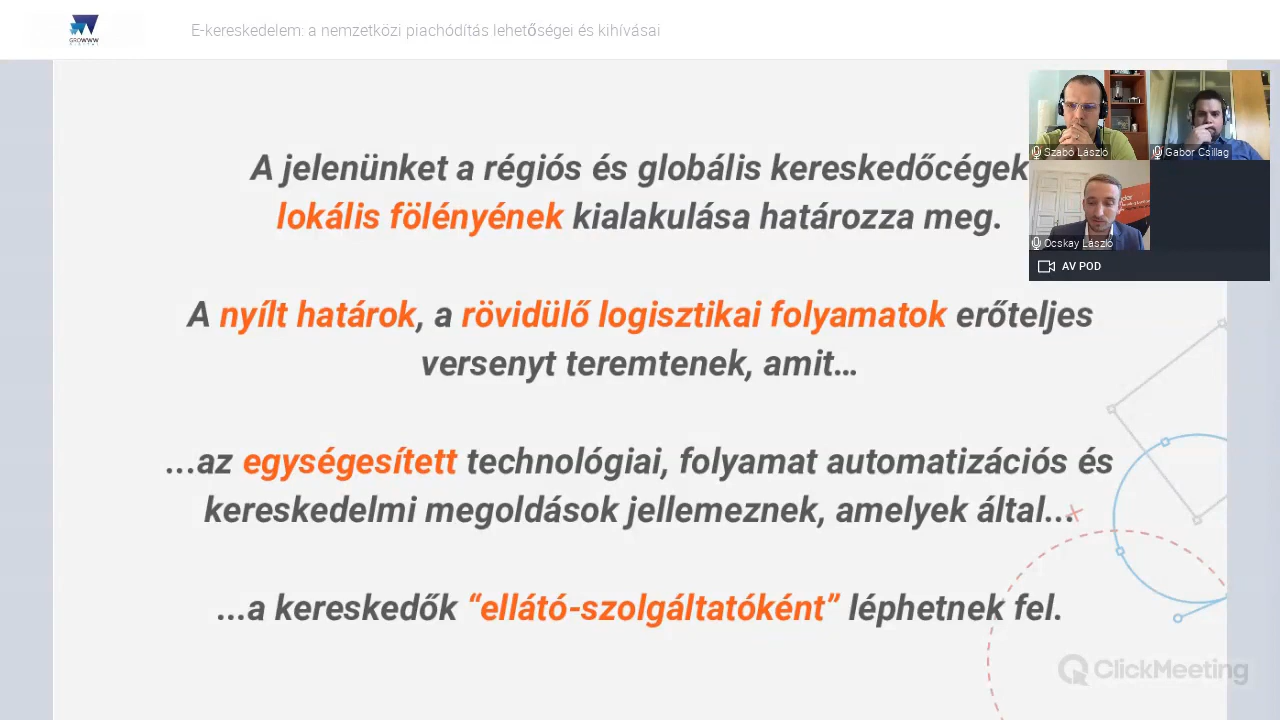 GROWWW
DIGITAL
E-kereskedelem: a nemzetközi piachódítás lehetőségei és kihívásai
A jelenünket a régiós és globális kereskedőcégek
lokális fölényének kialakulása határozza meg.
A nyílt határok, a rövidülő logisztikai folyamatok erőteljes
versenyt teremtenek, amit…
...az egységesített technológiai, folyamat automatizációs és
kereskedelmi megoldások jellemeznek, amelyek által...
...a kereskedők “ellátó-szolgáltatóként” léphetnek fel.
Szabó László
Gabor Csillag
Ocskay László
AV POD
ClickMeeting